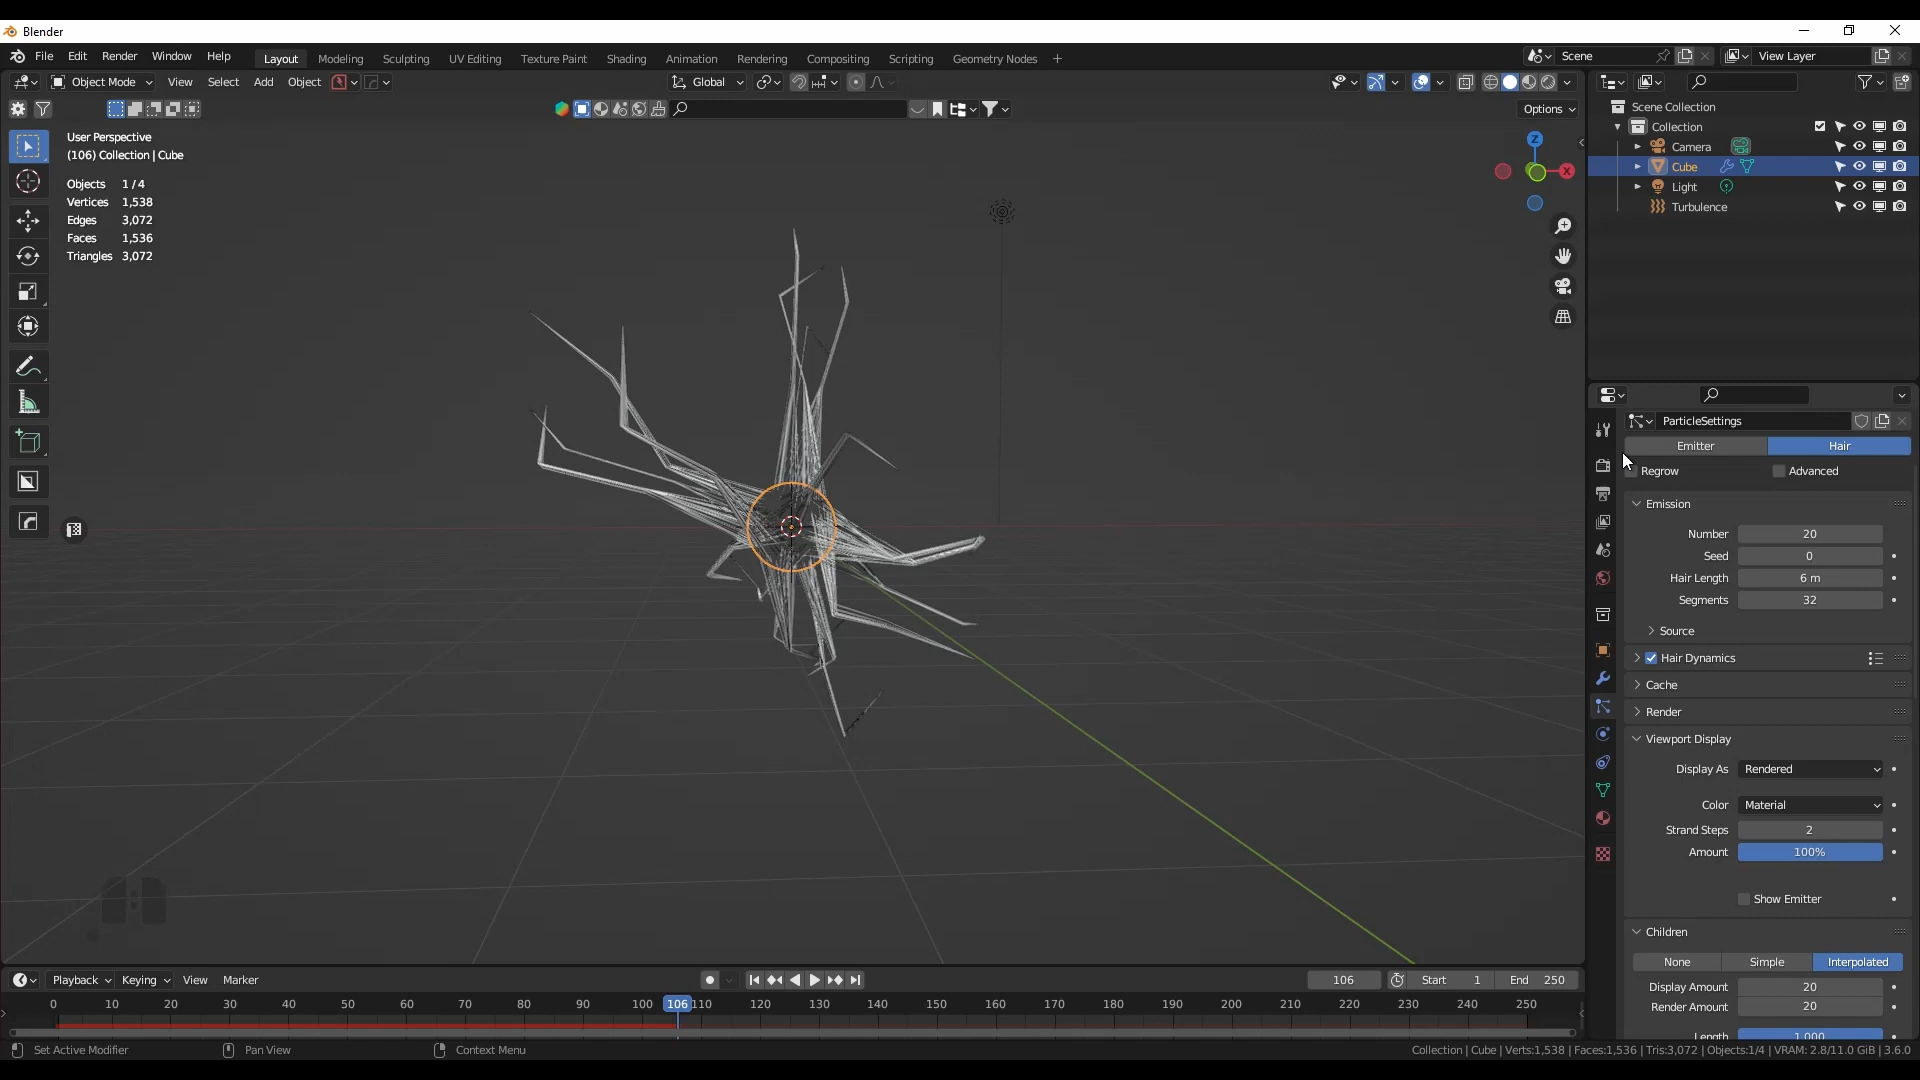 Blender
File Edit Render Window Help Layout Modeling Sculpting UV Editing Texture Paint Shading Animation Rendering Compositing Scripting Geometry Nodes + Scene View Layer
Object Mode View Select Add Object Global
Options
User Perspective
(106) Collection | Cube
Objects 1/4
Vertices 1,538
Edges 3,072
Faces 1,536
Triangles 3,072
Z
X
Scene Collection
Collection
Camera
Cube
Light
Turbulence
ParticleSettings
Emitter Hair
Regrow Advanced
Emission
Number 20
Seed 0
Hair Length 6 m
Segments 32
Source
Hair Dynamics
Cache
Render
Viewport Display
Display As Rendered
Color Material
Strand Steps 2
Amount 100%
Show Emitter
Children
None Simple Interpolated
Display Amount 20
Render Amount 20
Length 1.000
Playback Keying View Marker 106 Start 1 End 250
0 10 20 30 40 50 60 70 80 90 100 106 110 120 130 140 150 160 170 180 190 200 210 220 230 240 250
Set Active Modifier Pan View Context Menu Collection | Cube | Verts:1,538 | Faces:1,536 | Tris:3,072 | Objects:1/4 | VRAM: 2.8/11.0 GiB | 3.6.0